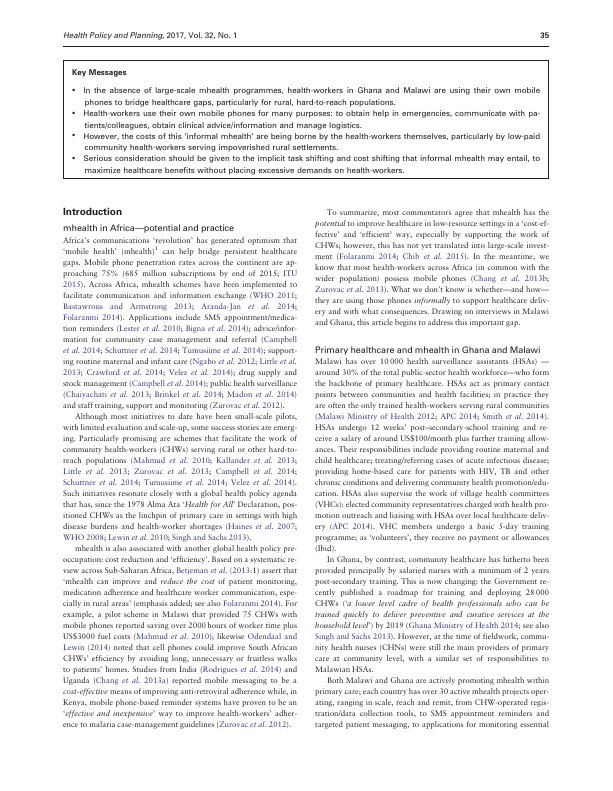 Health Policy and Planning, 2017, Vol. 32, No. 1
35
Key Messages
• In the absence of large-scale mhealth programmes, health-workers in Ghana and Malawi are using their own mobile
phones to bridge healthcare gaps, particularly for rural, hard-to-reach populations.
• Health-workers use their own mobile phones for many purposes: to obtain help in emergencies, communicate with pa-
tients/colleagues, obtain clinical advice/information and manage logistics.
• However, the costs of this 'informal mhealth' are being borne by the health-workers themselves, particularly by low-paid
community health-workers serving impoverished rural settlements.
• Serious consideration should be given to the implicit task shifting and cost shifting that informal mhealth may entail, to
maximize healthcare benefits without placing excessive demands on health-workers.
Introduction
mhealth in Africa—potential and practice
Africa's communications 'revolution' has generated optimism that
'mobile health' (mhealth)1 can help bridge persistent healthcare
gaps. Mobile phone penetration rates across the continent are ap-
proaching 75% (685 million subscriptions by end of 2015; ITU
2015). Across Africa, mhealth schemes have been implemented to
facilitate communication and information exchange (WHO 2011;
Bastawrous and Armstrong 2013; Aranda-Jan et al. 2014;
Folaranmi 2014). Applications include SMS appointment/medica-
tion reminders (Lester et al. 2010; Bigna et al. 2014); advice/infor-
mation for community case management and referral (Campbell
et al. 2014; Schuttner et al. 2014; Tumusiime et al. 2014); support-
ing routine maternal and infant care (Ngabo et al. 2012; Little et al.
2013; Crawford et al. 2014; Velez et al. 2014); drug supply and
stock management (Campbell et al. 2014); public health surveillance
(Chaiyachati et al. 2013; Brinkel et al. 2014; Madon et al. 2014)
and staff training, support and monitoring (Zurovac et al. 2012).
Although most initiatives to date have been small-scale pilots,
with limited evaluation and scale-up, some success stories are emerg-
ing. Particularly promising are schemes that facilitate the work of
community health-workers (CHWs) serving rural or other hard-to-
reach populations (Mahmud et al. 2010; Kallander et al. 2013;
Little et al. 2013; Zurovac et al. 2013; Campbell et al. 2014;
Schuttner et al. 2014; Tumusiime et al. 2014; Velez et al. 2014).
Such initiatives resonate closely with a global health policy agenda
that has, since the 1978 Alma Ata 'Health for All' Declaration, pos-
itioned CHWs as the linchpin of primary care in settings with high
disease burdens and health-worker shortages (Haines et al. 2007;
WHO 2008; Lewin et al. 2010; Singh and Sachs 2013).
mhealth is also associated with another global health policy pre-
occupation: cost reduction and 'efficiency'. Based on a systematic re-
view across Sub-Saharan Africa, Betjeman et al. (2013:1) assert that
'mhealth can improve and reduce the cost of patient monitoring,
medication adherence and healthcare worker communication, espe-
cially in rural areas' (emphasis added; see also Folaranmi 2014). For
example, a pilot scheme in Malawi that provided 75 CHWs with
mobile phones reported saving over 2000 hours of worker time plus
US$3000 fuel costs (Mahmud et al. 2010); likewise Odendaal and
Lewin (2014) noted that cell phones could improve South African
CHWs' efficiency by avoiding long, unnecessary or fruitless walks
to patients' homes. Studies from India (Rodrigues et al. 2014) and
Uganda (Chang et al. 2013a) reported mobile messaging to be a
cost-effective means of improving anti-retroviral adherence while, in
Kenya, mobile phone-based reminder systems have proven to be an
'effective and inexpensive' way to improve health-workers' adher-
ence to malaria case-management guidelines (Zurovac et al. 2012).
To summarize, most commentators agree that mhealth has the
potential to improve healthcare in low-resource settings in a 'cost-ef-
fective' and 'efficient' way, especially by supporting the work of
CHWs; however, this has not yet translated into large-scale invest-
ment (Folaranmi 2014; Chib et al. 2015). In the meantime, we
know that most health-workers across Africa (in common with the
wider population) possess mobile phones (Chang et al. 2013b;
Zurovac et al. 2013). What we don't know is whether—and how—
they are using those phones informally to support healthcare deliv-
ery and with what consequences. Drawing on interviews in Malawi
and Ghana, this article begins to address this important gap.
Primary healthcare and mhealth in Ghana and Malawi
Malawi has over 10 000 health surveillance assistants (HSAs) —
around 30% of the total public-sector health workforce—who form
the backbone of primary healthcare. HSAs act as primary contact
points between communities and health facilities; in practice they
are often the only trained health-workers serving rural communities
(Malawi Ministry of Health 2012; APC 2014; Smith et al. 2014).
HSAs undergo 12 weeks' post–secondary-school training and re-
ceive a salary of around US$100/month plus further training allow-
ances. Their responsibilities include providing routine maternal and
child healthcare; treating/referring cases of acute infectious disease;
providing home-based care for patients with HIV, TB and other
chronic conditions and delivering community health promotion/edu-
cation. HSAs also supervise the work of village health committees
(VHCs): elected community representatives charged with health pro-
motion outreach and liaising with HSAs over local healthcare deliv-
ery (APC 2014). VHC members undergo a basic 5-day training
programme; as 'volunteers', they receive no payment or allowances
(Ibid).
In Ghana, by contrast, community healthcare has hitherto been
provided principally by salaried nurses with a minimum of 2 years
post-secondary training. This is now changing: the Government re-
cently published a roadmap for training and deploying 28 000
CHWs ('a lower level cadre of health professionals who can be
trained quickly to deliver preventive and curative services at the
household level') by 2019 (Ghana Ministry of Health 2014; see also
Singh and Sachs 2013). However, at the time of fieldwork, commu-
nity health nurses (CHNs) were still the main providers of primary
care at community level, with a similar set of responsibilities to
Malawian HSAs.
Both Malawi and Ghana are actively promoting mhealth within
primary care; each country has over 30 active mhealth projects oper-
ating, ranging in scale, reach and remit, from CHW-operated regis-
tration/data collection tools, to SMS appointment reminders and
targeted patient messaging, to applications for monitoring essential